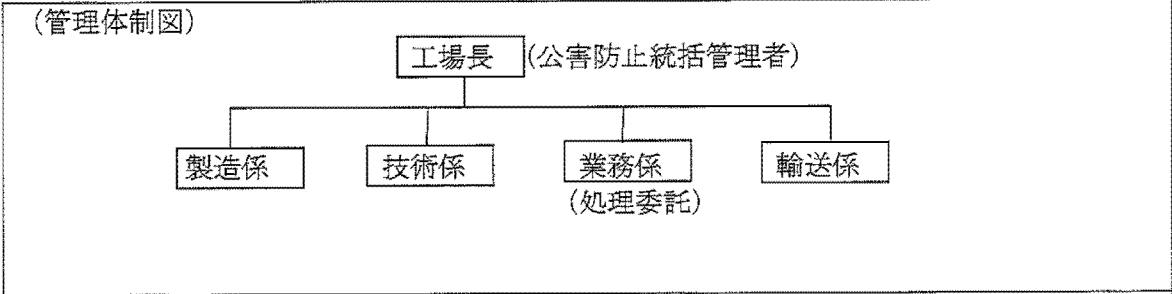 (管理体制図)
工場長 (公害防止統括管理者)
製造係 技術係 業務係 輸送係
(処理委託)